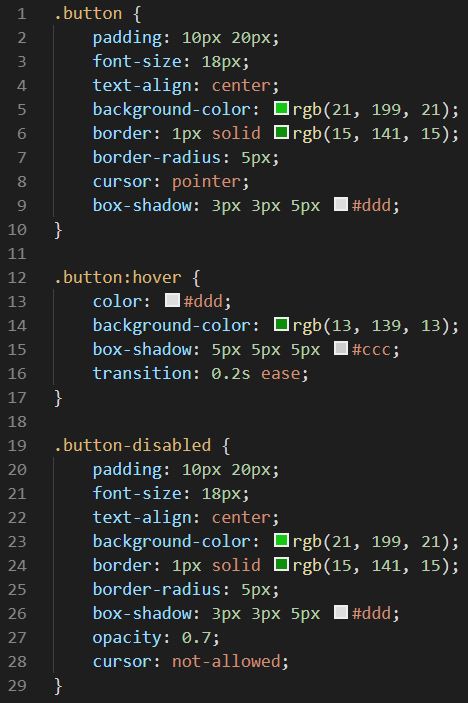 1 .button {
2     padding: 10px 20px;
3     font-size: 18px;
4     text-align: center;
5     background-color: rgb(21, 199, 21);
6     border: 1px solid rgb(15, 141, 15);
7     border-radius: 5px;
8     cursor: pointer;
9     box-shadow: 3px 3px 5px #ddd;
10 }
11
12 .button:hover {
13     color: #ddd;
14     background-color: rgb(13, 139, 13);
15     box-shadow: 5px 5px 5px #ccc;
16     transition: 0.2s ease;
17 }
18
19 .button-disabled {
20     padding: 10px 20px;
21     font-size: 18px;
22     text-align: center;
23     background-color: rgb(21, 199, 21);
24     border: 1px solid rgb(15, 141, 15);
25     border-radius: 5px;
26     box-shadow: 3px 3px 5px #ddd;
27     opacity: 0.7;
28     cursor: not-allowed;
29 }